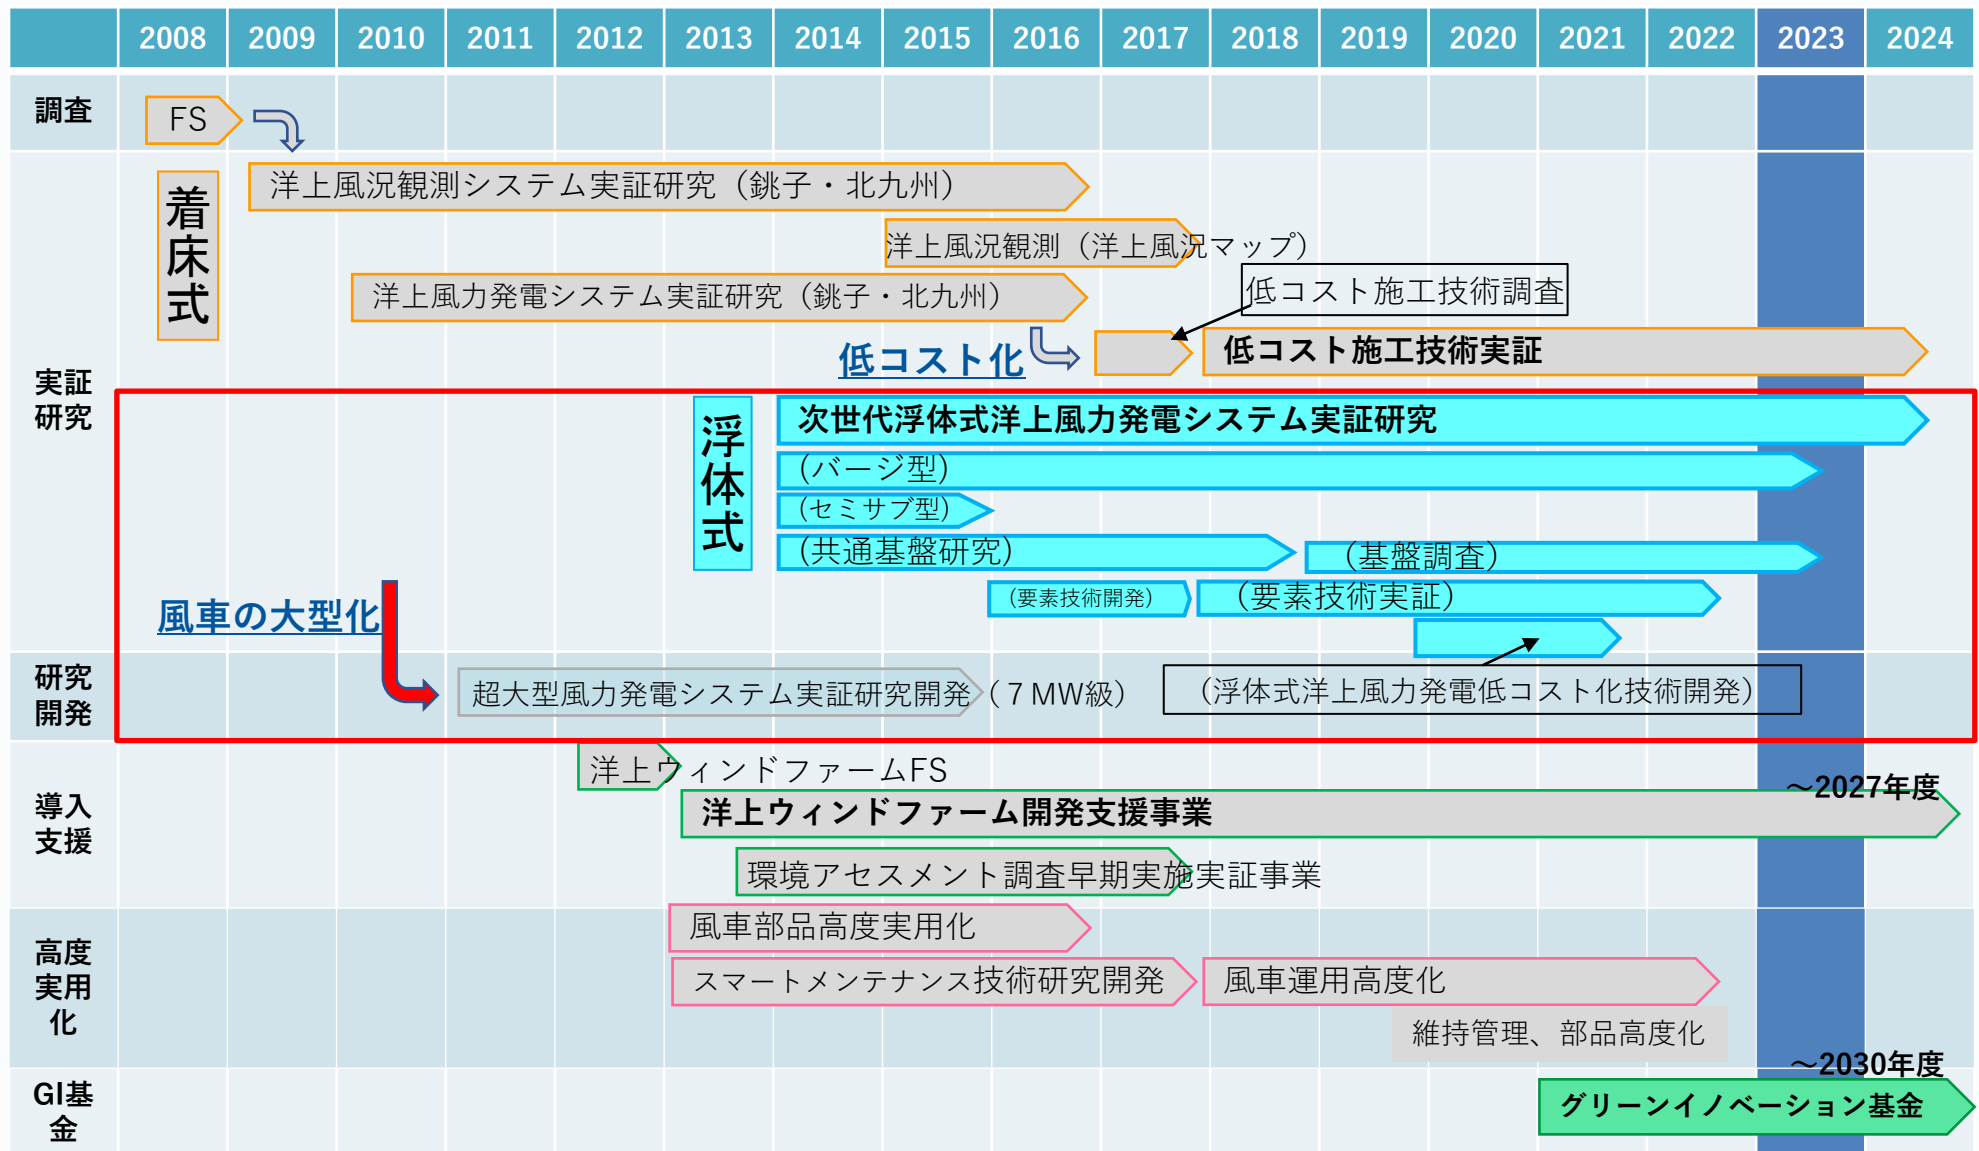 2008 2009 2010 2011 2012 2013 2014 2015 2016 2017 2018 2019 2020 2021 2022 2023 2024
調査
FS
実証
研究
着床式
洋上風況観測システム実証研究（銚子・北九州）
洋上風況観測（洋上風況マップ）
洋上風力発電システム実証研究（銚子・北九州）
低コスト施工技術調査
低コスト化
低コスト施工技術実証
浮体式
次世代浮体式洋上風力発電システム実証研究
（バージ型）
（セミサブ型）
（共通基盤研究）
（基盤調査）
（要素技術開発）
（要素技術実証）
風車の大型化
研究
開発
超大型風力発電システム実証研究開発（７MW級）
（浮体式洋上風力発電低コスト化技術開発）
導入
支援
洋上ウィンドファームFS
～2027年度
洋上ウィンドファーム開発支援事業
環境アセスメント調査早期実施実証事業
高度
実用
化
風車部品高度実用化
スマートメンテナンス技術研究開発
風車運用高度化
維持管理、部品高度化
～2030年度
GI基
金
グリーンイノベーション基金